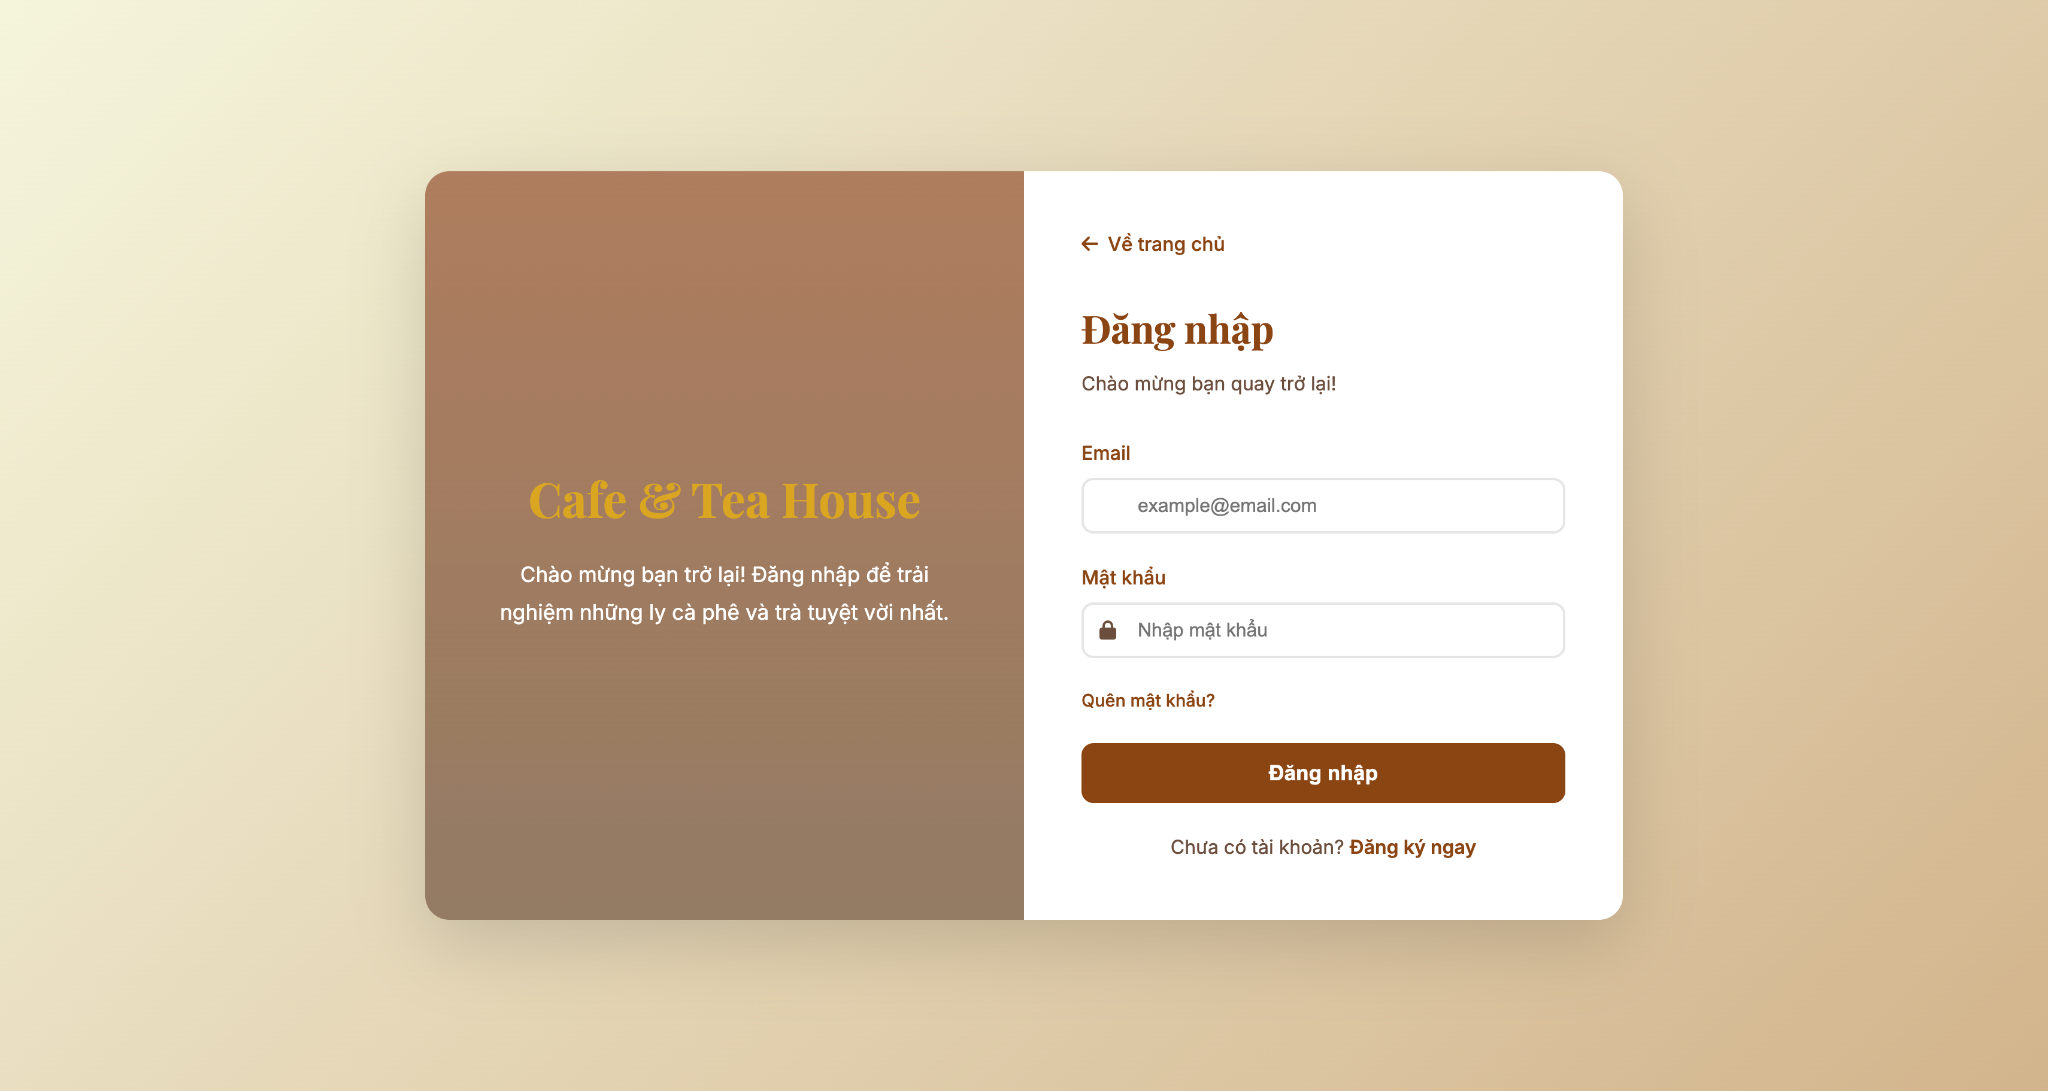 Cafe & Tea House
Chào mừng bạn trở lại! Đăng nhập để trải
nghiệm những ly cà phê và trà tuyệt vời nhất.
Về trang chủ
Đăng nhập
Chào mừng bạn quay trở lại!
Email
example@email.com
Mật khẩu
Nhập mật khẩu
Quên mật khẩu?
Đăng nhập
Chưa có tài khoản? Đăng ký ngay